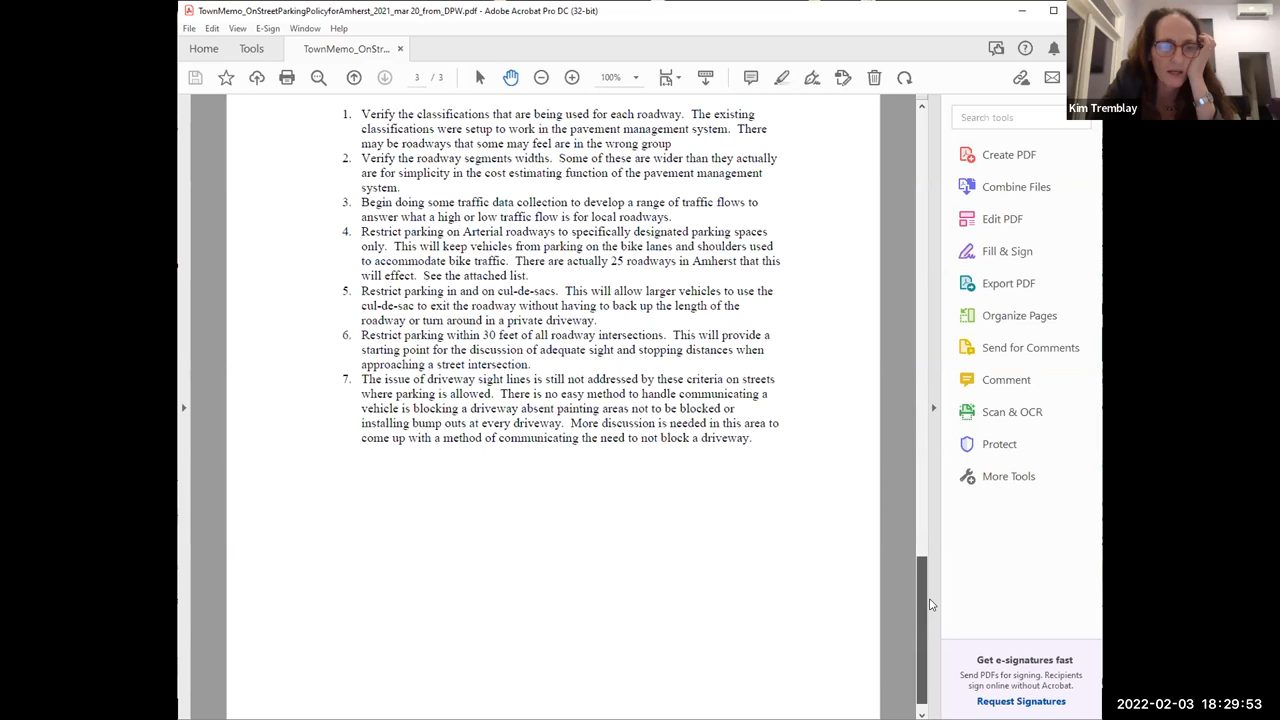 TownMemo_OnStreetParkingPolicyforAmherst_2021_mar 20_from_DPW.pdf - Adobe Acrobat Pro DC (32-bit)
File Edit View E-Sign Window Help
Home Tools TownMemo_OnStr... ×
3 / 3 100%
Kim Tremblay
Search tools
1. Verify the classifications that are being used for each roadway. The existing
classifications were setup to work in the pavement management system. There
may be roadways that some may feel are in the wrong group
2. Verify the roadway segments widths. Some of these are wider than they actually
are for simplicity in the cost estimating function of the pavement management
system.
3. Begin doing some traffic data collection to develop a range of traffic flows to
answer what a high or low traffic flow is for local roadways.
4. Restrict parking on Arterial roadways to specifically designated parking spaces
only. This will keep vehicles from parking on the bike lanes and shoulders used
to accommodate bike traffic. There are actually 25 roadways in Amherst that this
will effect. See the attached list.
5. Restrict parking in and on cul-de-sacs. This will allow larger vehicles to use the
cul-de-sac to exit the roadway without having to back up the length of the
roadway or turn around in a private driveway.
6. Restrict parking within 30 feet of all roadway intersections. This will provide a
starting point for the discussion of adequate sight and stopping distances when
approaching a street intersection.
7. The issue of driveway sight lines is still not addressed by these criteria on streets
where parking is allowed. There is no easy method to handle communicating a
vehicle is blocking a driveway absent painting areas not to be blocked or
installing bump outs at every driveway. More discussion is needed in this area to
come up with a method of communicating the need to not block a driveway.
Create PDF
Combine Files
Edit PDF
Fill & Sign
Export PDF
Organize Pages
Send for Comments
Comment
Scan & OCR
Protect
More Tools
Get e-signatures fast
Send PDFs for signing. Recipients
sign online without Acrobat.
Request Signatures
2022-02-03 18:29:53